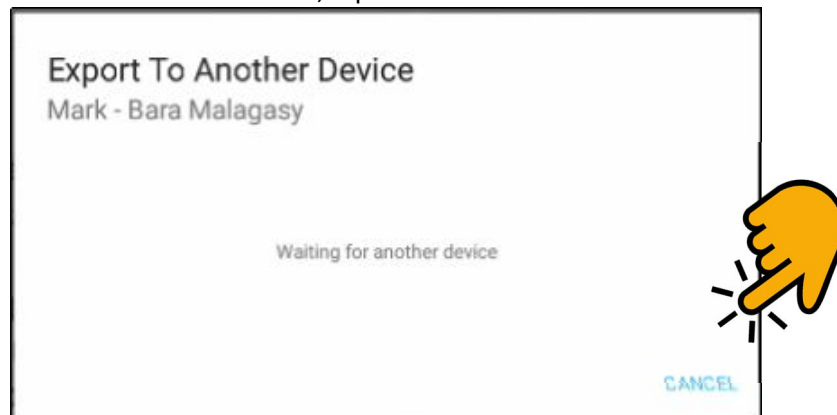 Export To Another Device
Mark - Bara Malagasy
Waiting for another device
CANCEL